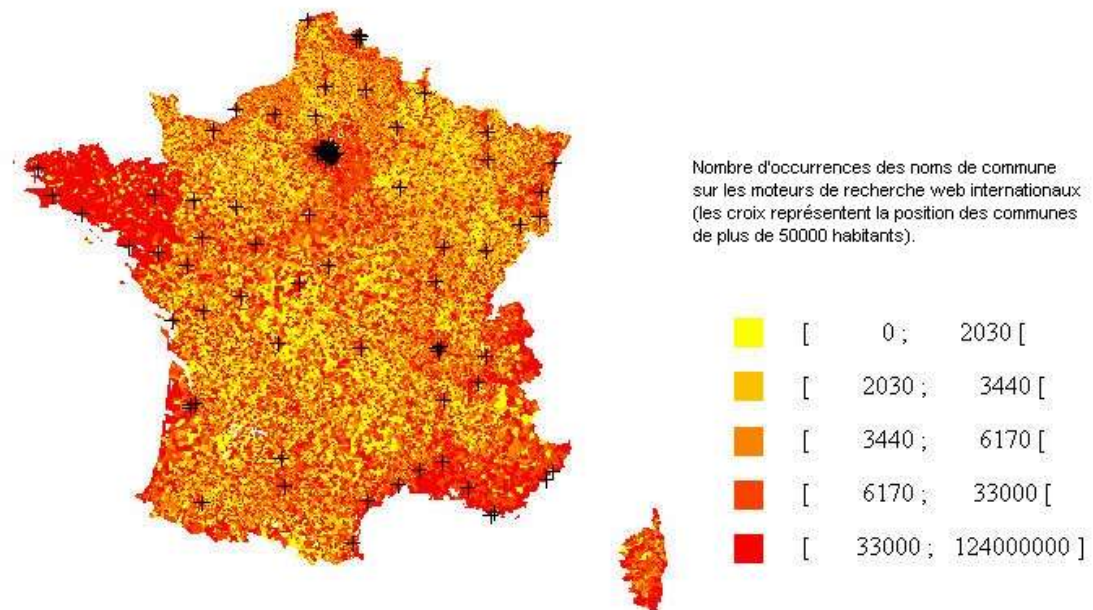 Nombre d'occurrences des noms de commune
sur les moteurs de recherche web internationaux
(les croix représentent la position des communes
de plus de 50000 habitants).
[ 0 ; 2030 [
[ 2030 ; 3440 [
[ 3440 ; 6170 [
[ 6170 ; 33000 [
[ 33000 ; 124000000 ]